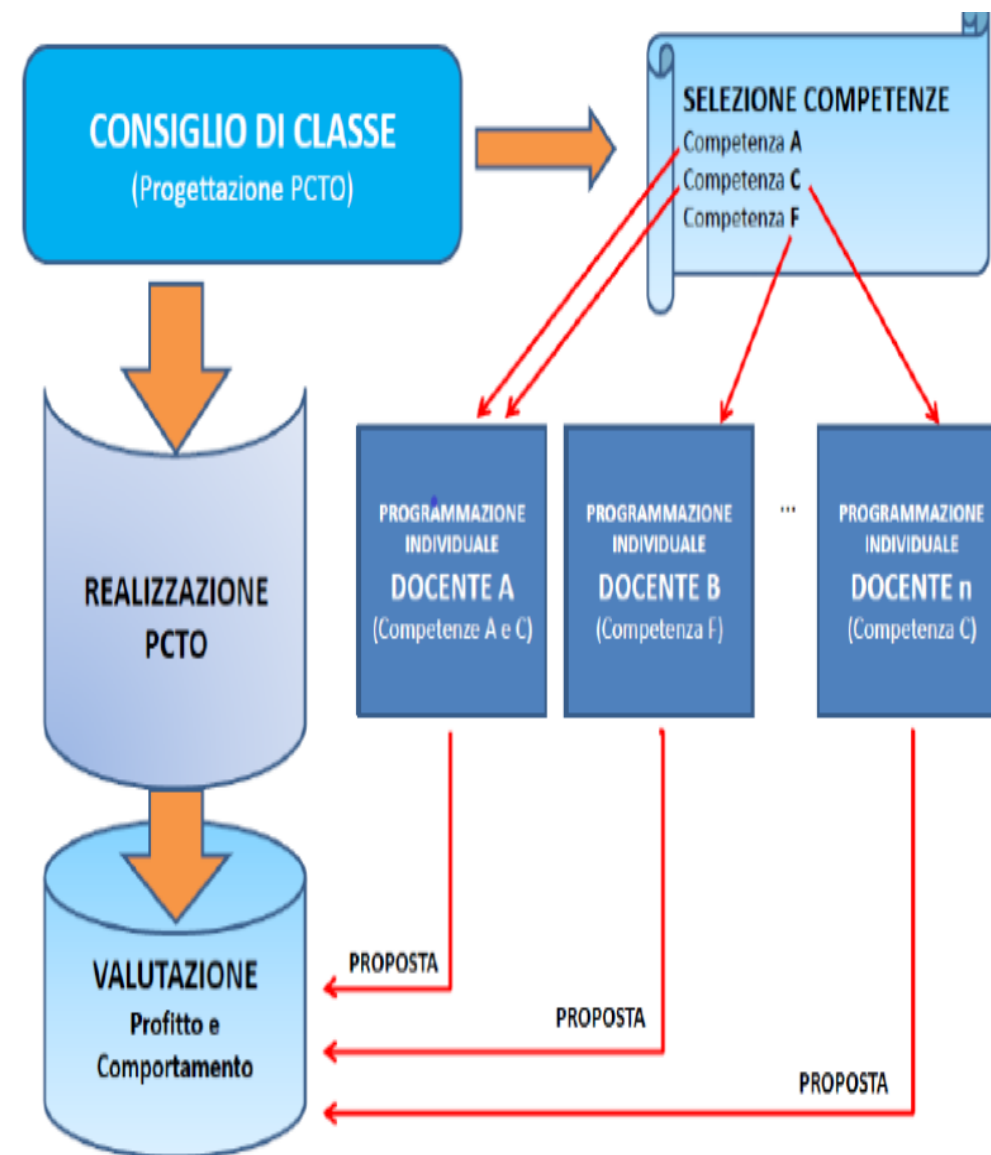 CONSIGLIO DI CLASSE
(Progettazione PCTO)
SELEZIONE COMPETENZE
Competenza A
Competenza C
Competenza F
REALIZZAZIONE
PCTO
PROGRAMMAZIONE
INDIVIDUALE
DOCENTE A
(Competenze A e C)
PROGRAMMAZIONE
INDIVIDUALE
DOCENTE B
(Competenza F)
...
PROGRAMMAZIONE
INDIVIDUALE
DOCENTE n
(Competenza C)
VALUTAZIONE
Profitto e
Comportamento
PROPOSTA
PROPOSTA
PROPOSTA